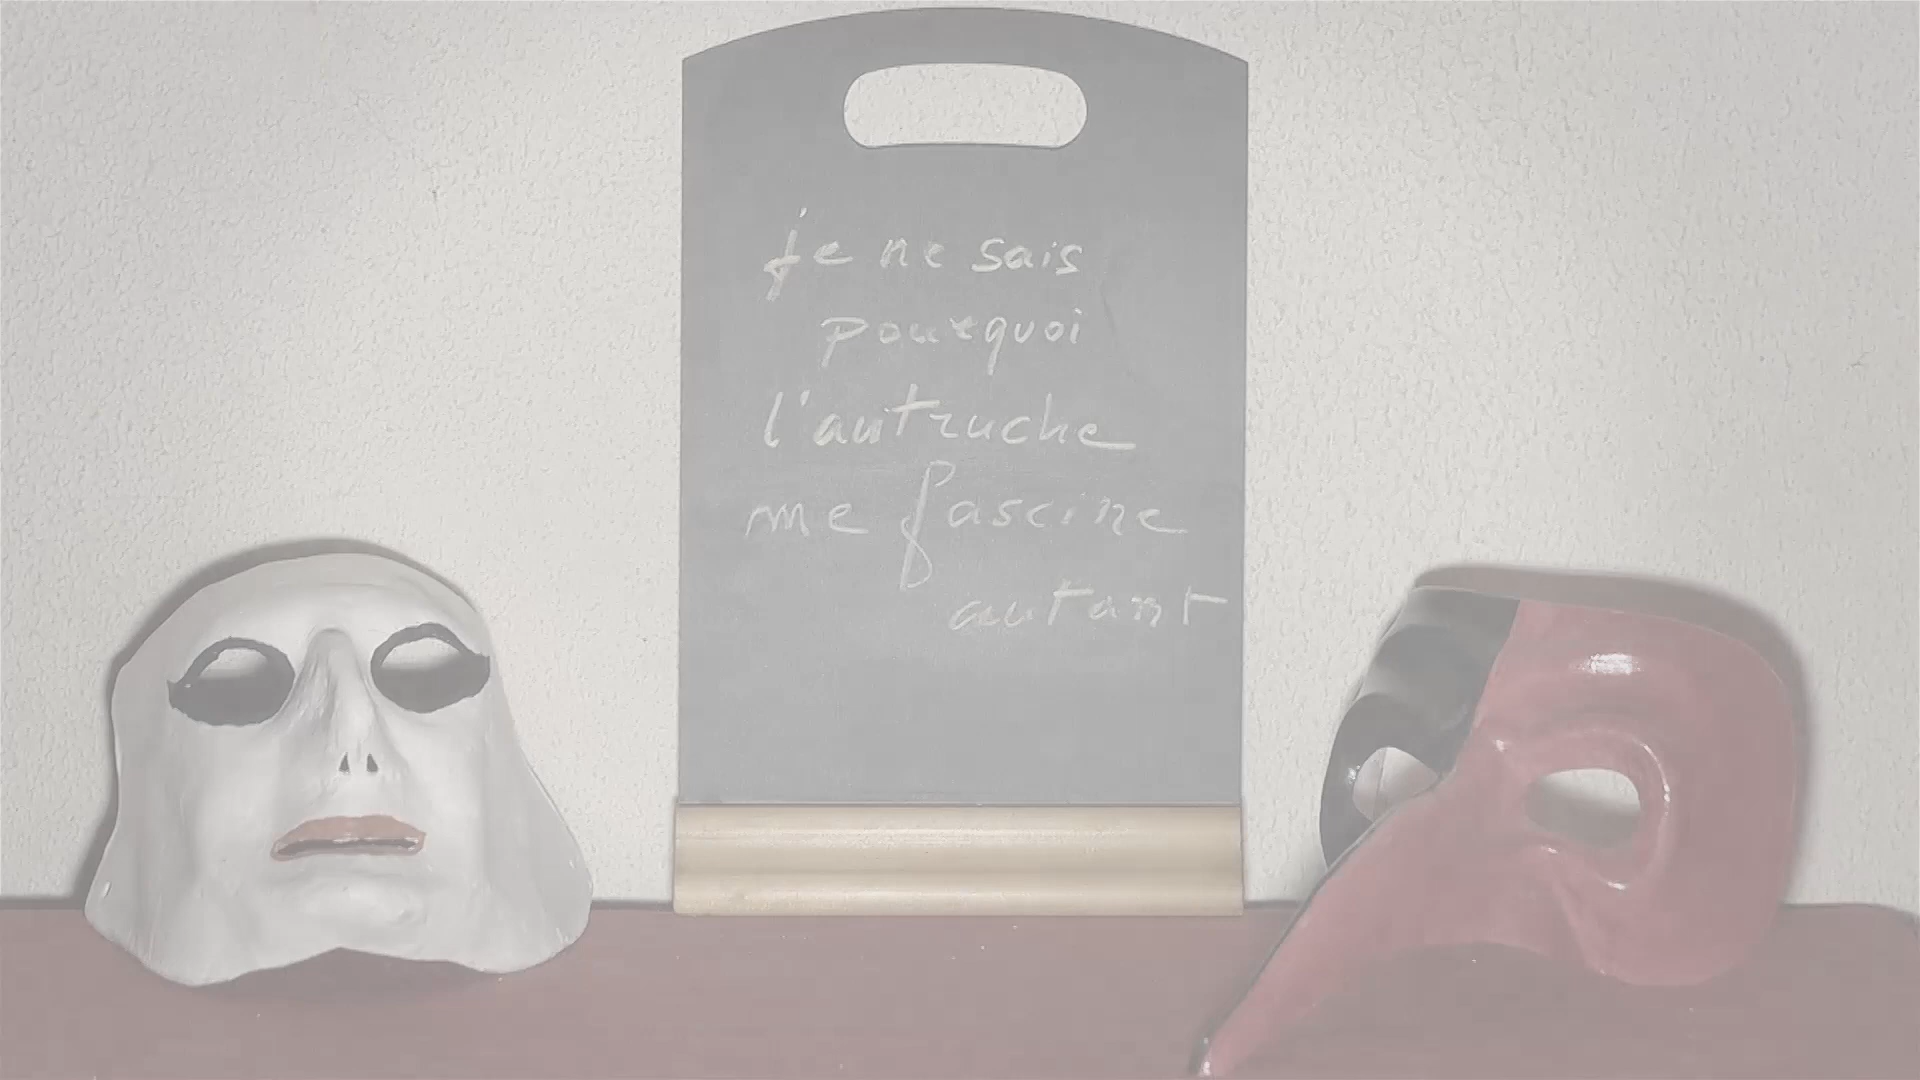 je ne sais
pourquoi
l'autruche
me fascine
autant